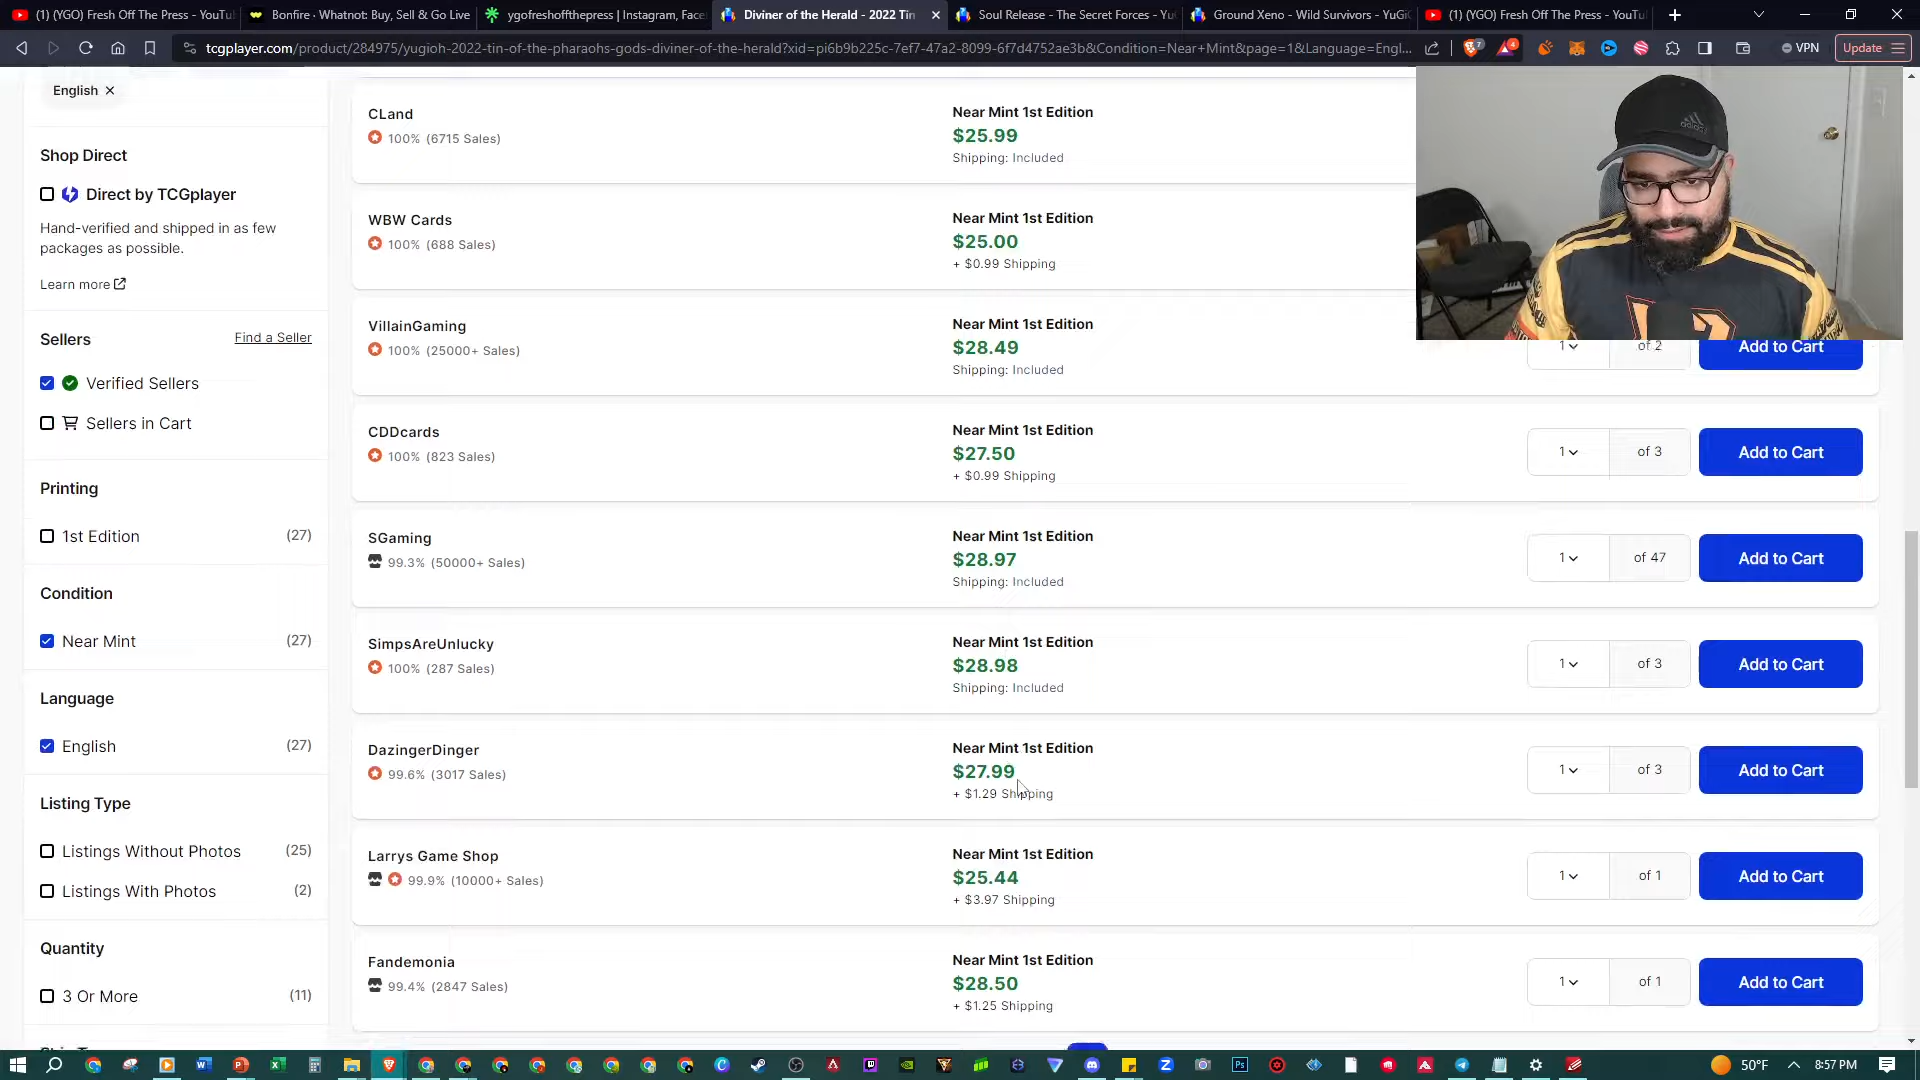 (1) (YGO) Fresh Off The Press - YouTu
Bonfire · Whatnot: Buy, Sell & Go Live
ygofreshoffthepress | Instagram, Face
Diviner of the Herald - 2022 Tin
Soul Release - The Secret Forces - Yu
Ground Xeno - Wild Survivors - YuGi
(1) (YGO) Fresh Off The Press - YouTu
tcgplayer.com/product/284975/yugioh-2022-tin-of-the-pharaohs-gods-diviner-of-the-herald?xid=pi6b9b225c-7ef7-47a2-8099-6f7d4752ae3b&Condition=Near+Mint&page=1&Language=Engl...
VPN
Update
English
Shop Direct
Direct by TCGplayer
Hand-verified and shipped in as few
packages as possible.
Learn more
Sellers
Find a Seller
Verified Sellers
Sellers in Cart
Printing
1st Edition (27)
Condition
Near Mint (27)
Language
English (27)
Listing Type
Listings Without Photos (25)
Listings With Photos (2)
Quantity
3 Or More (11)
CLand
100% (6715 Sales)
Near Mint 1st Edition
$25.99
Shipping: Included
WBW Cards
100% (688 Sales)
Near Mint 1st Edition
$25.00
+ $0.99 Shipping
VillainGaming
100% (25000+ Sales)
Near Mint 1st Edition
$28.49
Shipping: Included
1 of 2 Add to Cart
CDDcards
100% (823 Sales)
Near Mint 1st Edition
$27.50
+ $0.99 Shipping
1 of 3 Add to Cart
SGaming
99.3% (50000+ Sales)
Near Mint 1st Edition
$28.97
Shipping: Included
1 of 47 Add to Cart
SimpsAreUnlucky
100% (287 Sales)
Near Mint 1st Edition
$28.98
Shipping: Included
1 of 3 Add to Cart
DazingerDinger
99.6% (3017 Sales)
Near Mint 1st Edition
$27.99
+ $1.29 Shipping
1 of 3 Add to Cart
Larrys Game Shop
99.9% (10000+ Sales)
Near Mint 1st Edition
$25.44
+ $3.97 Shipping
1 of 1 Add to Cart
Fandemonia
99.4% (2847 Sales)
Near Mint 1st Edition
$28.50
+ $1.25 Shipping
1 of 1 Add to Cart
50°F
8:57 PM